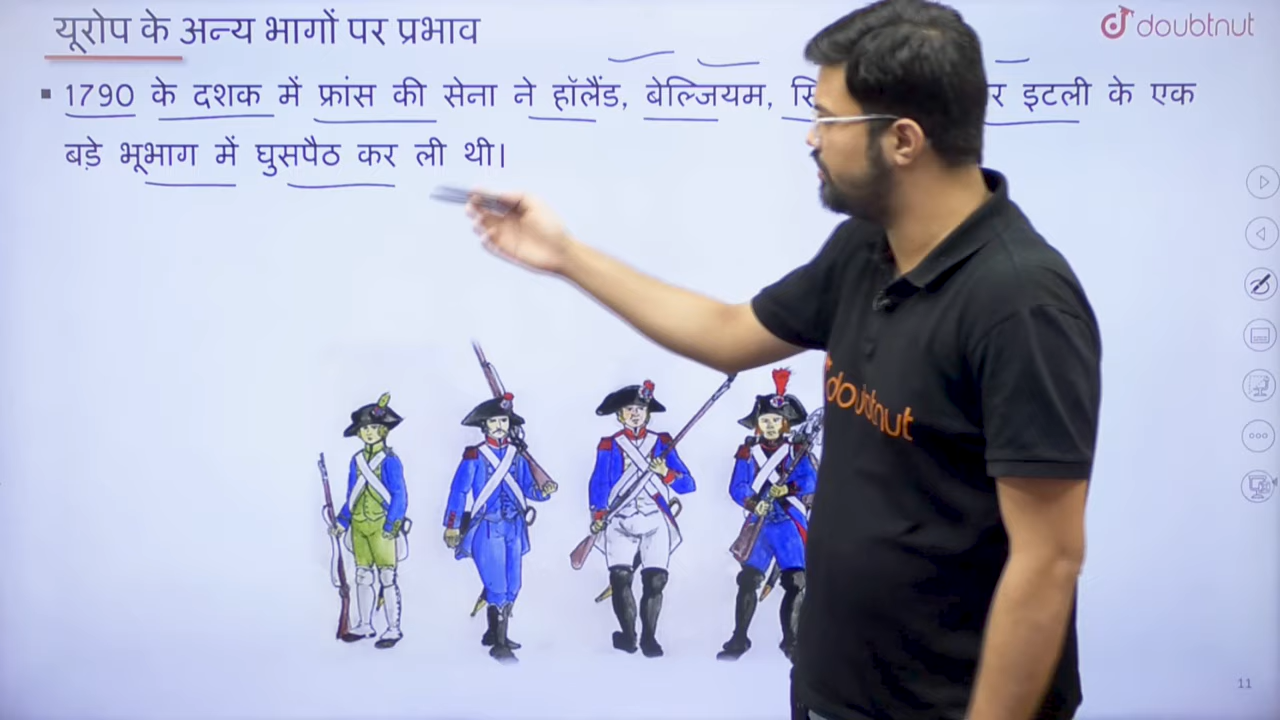 यूरोप के अन्य भागों पर प्रभाव
doubtnut
▪ 1790 के दशक में फ्रांस की सेना ने हॉलैंड, बेल्जियम, इटली के एक
बड़े भूभाग में घुसपैठ कर ली थी।
doubtnut
11